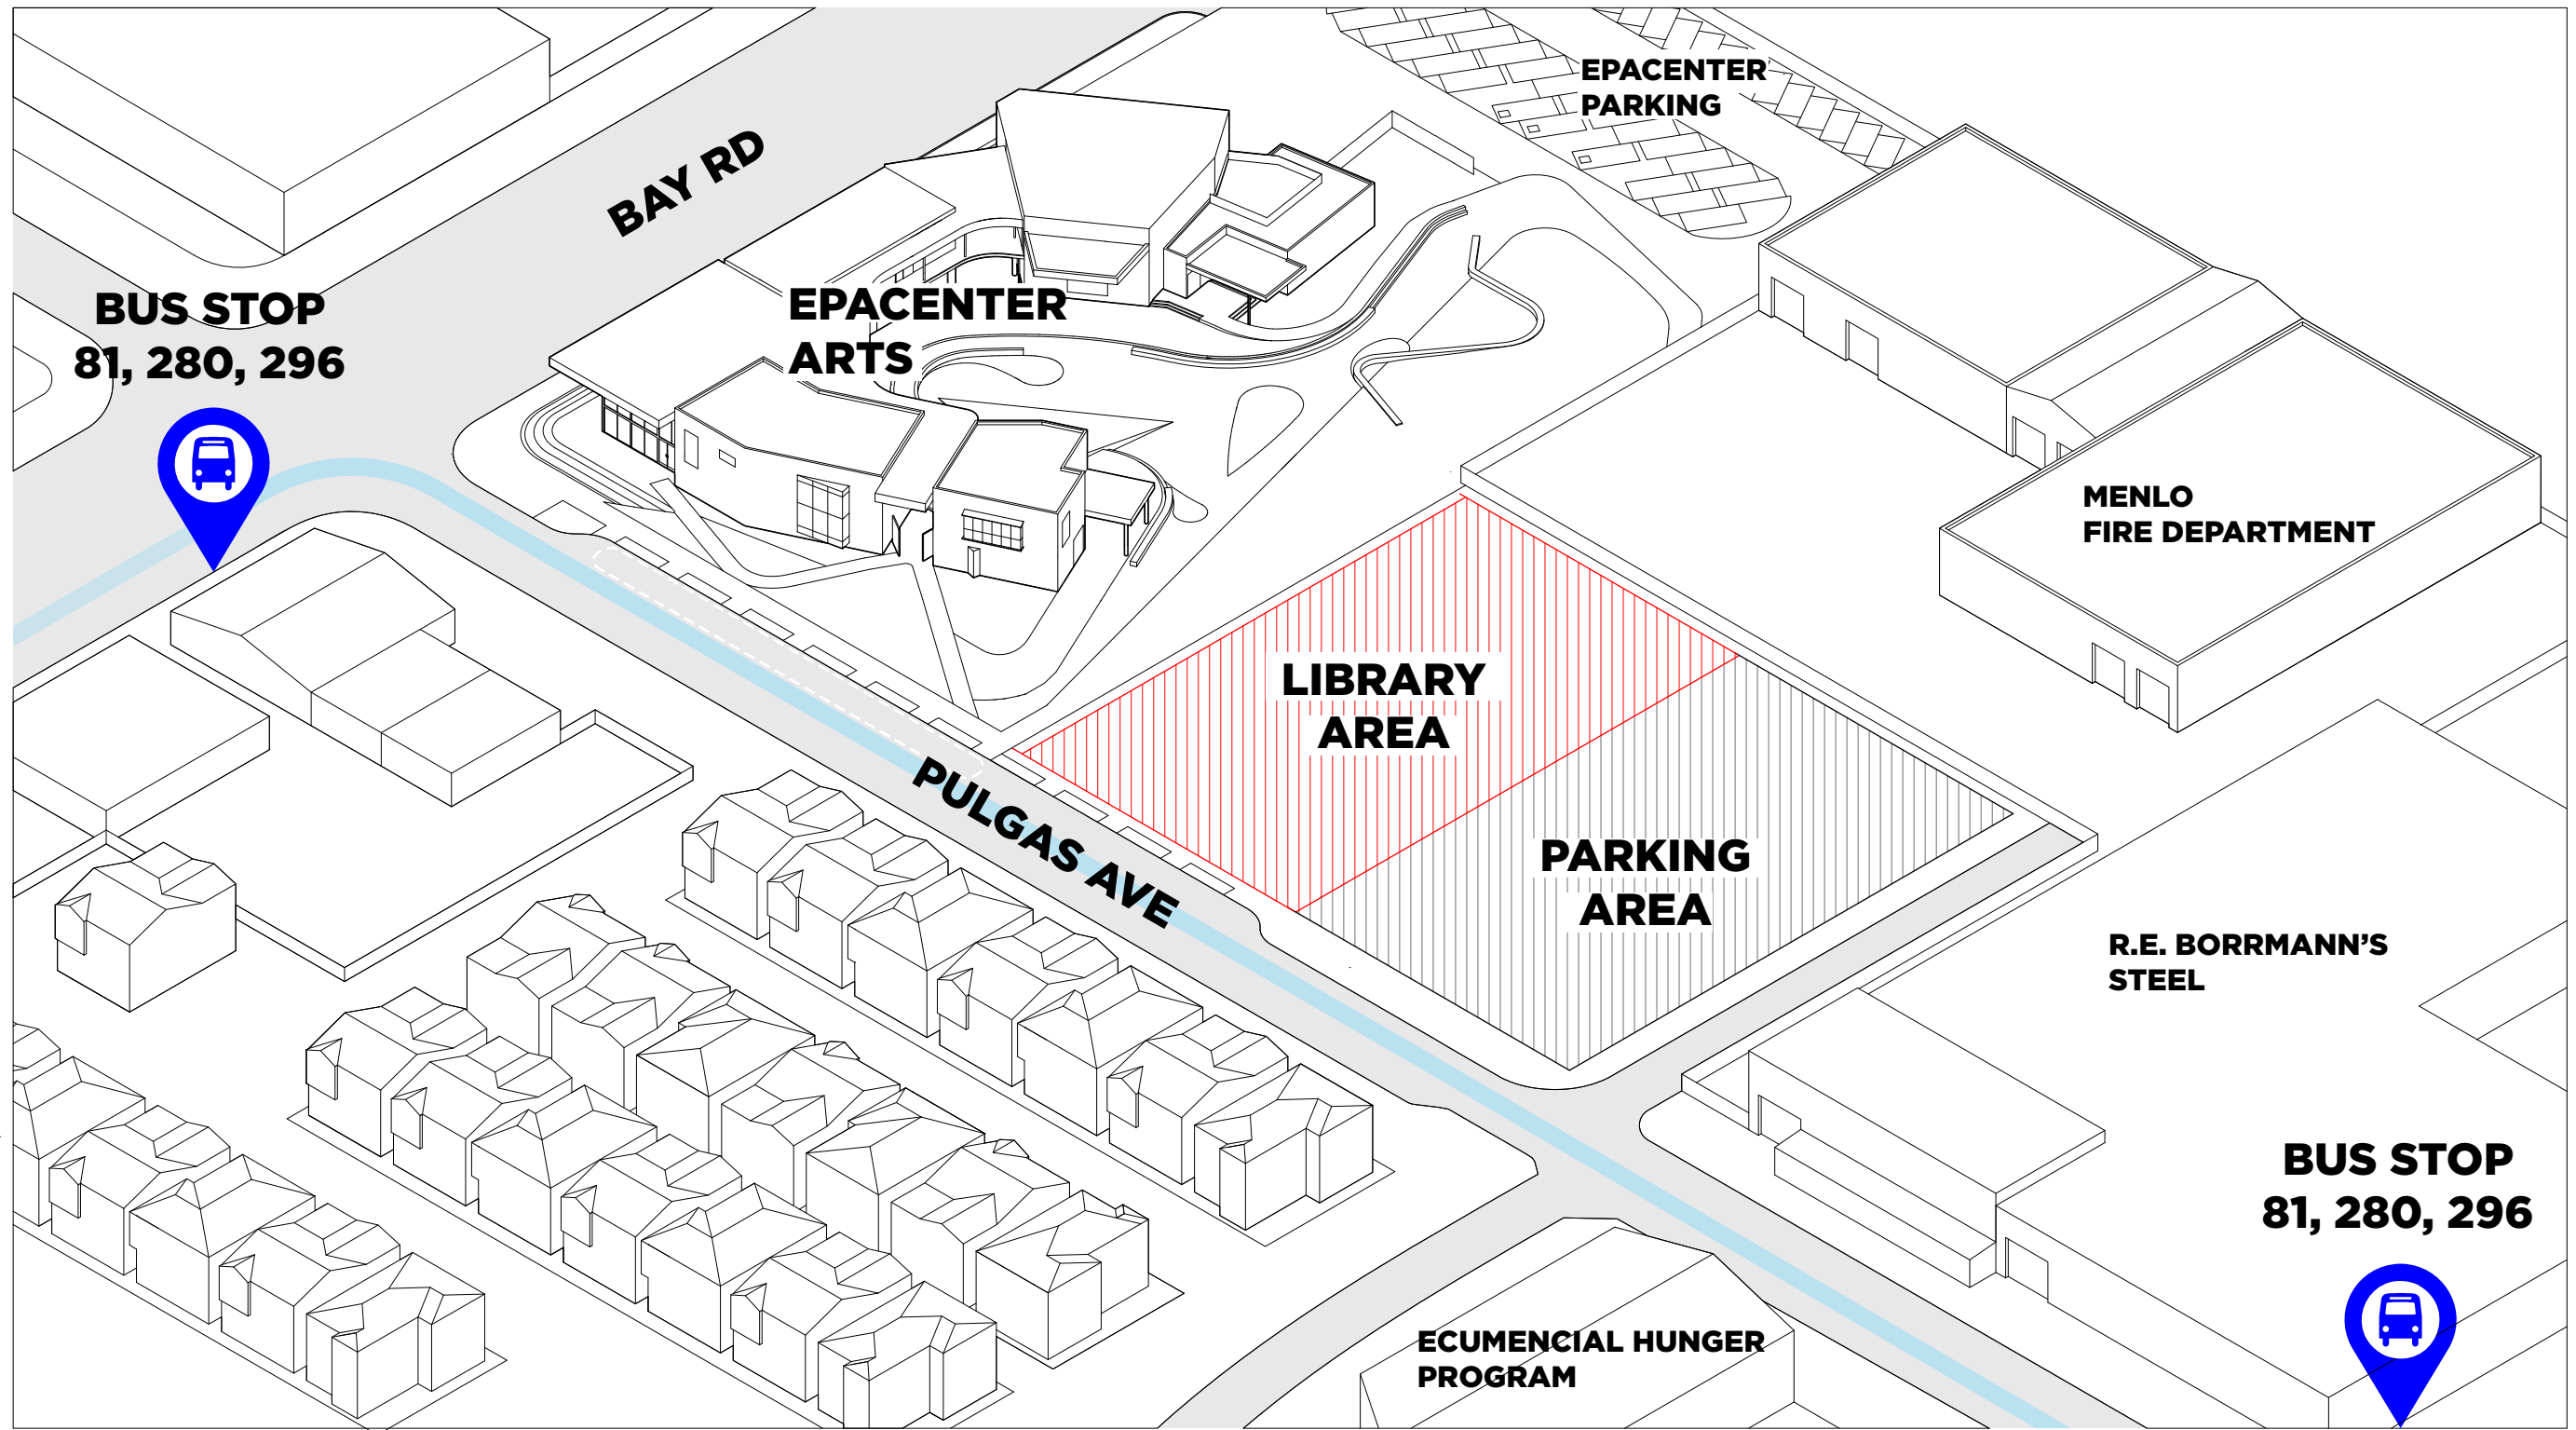 EPACENTER
PARKING
BAY RD
BUS STOP
81, 280, 296
EPACENTER
ARTS
MENLO
FIRE DEPARTMENT
LIBRARY
AREA
PULGAS AVE
PARKING
AREA
R.E. BORRMANN’S
STEEL
BUS STOP
81, 280, 296
ECUMENCIAL HUNGER
PROGRAM